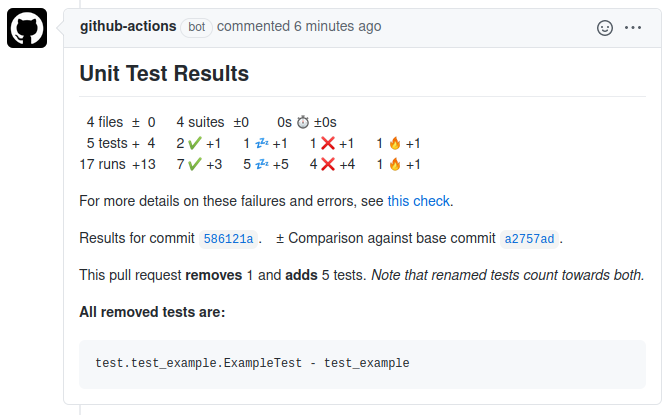 github-actions bot commented 6 minutes ago
Unit Test Results
4 files ± 0 4 suites ±0 0s ⏱ ±0s
5 tests + 4 2 ✔ +1 1 💤 +1 1 ❌ +1 1 🔥 +1
17 runs +13 7 ✔ +3 5 💤 +5 4 ❌ +4 1 🔥 +1
For more details on these failures and errors, see this check.
Results for commit 586121a. ± Comparison against base commit a2757ad.
This pull request removes 1 and adds 5 tests. Note that renamed tests count towards both.
All removed tests are:
test.test_example.ExampleTest - test_example